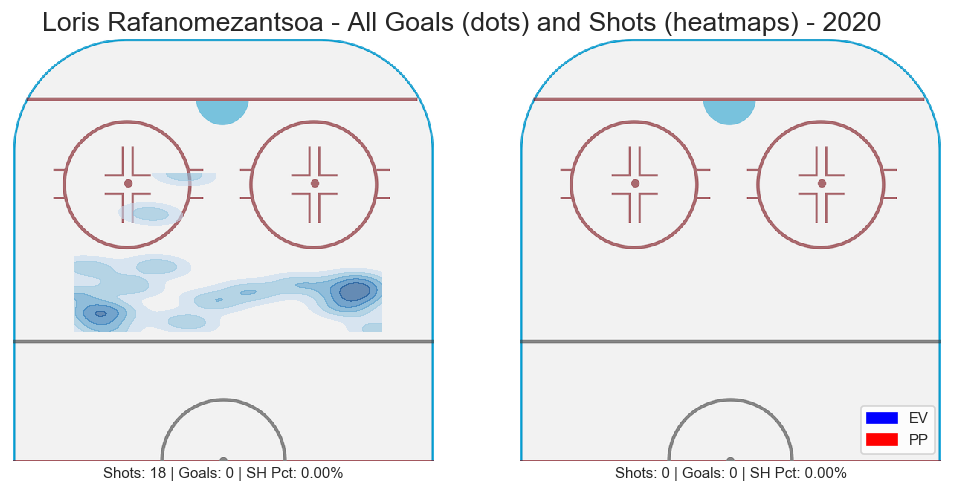 Loris Rafanomezantsoa - All Goals (dots) and Shots (heatmaps) - 2020
EV
PP
Shots: 18 | Goals: 0 | SH Pct: 0.00%
Shots: 0 | Goals: 0 | SH Pct: 0.00%